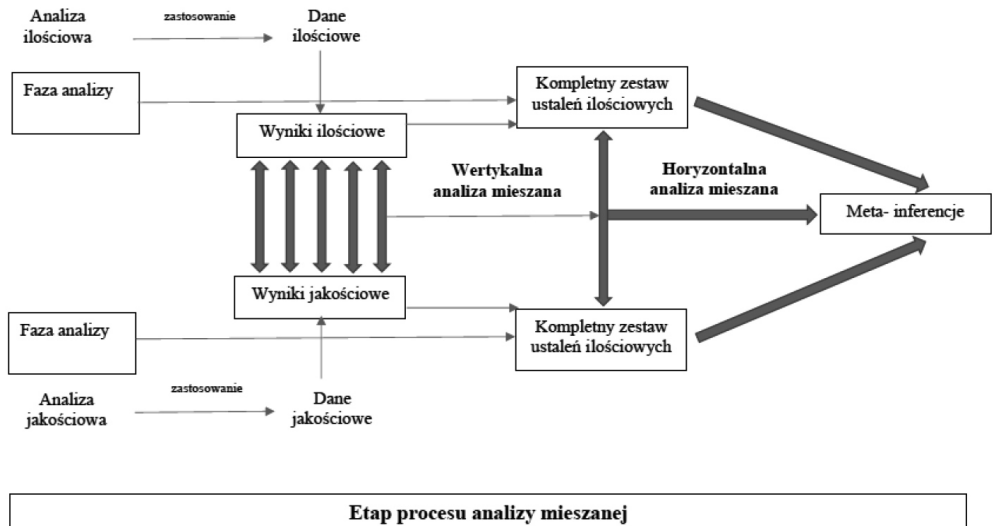 Analiza
ilościowa
zastosowanie
Dane
ilościowe
Faza analizy
Kompletny zestaw
ustaleń ilościowych
Wyniki ilościowe
Wertykalna
analiza mieszana
Horyzontalna
analiza mieszana
Meta- inferencje
Wyniki jakościowe
Faza analizy
Kompletny zestaw
ustaleń ilościowych
Analiza
jakościowa
zastosowanie
Dane
jakościowe
Etap procesu analizy mieszanej